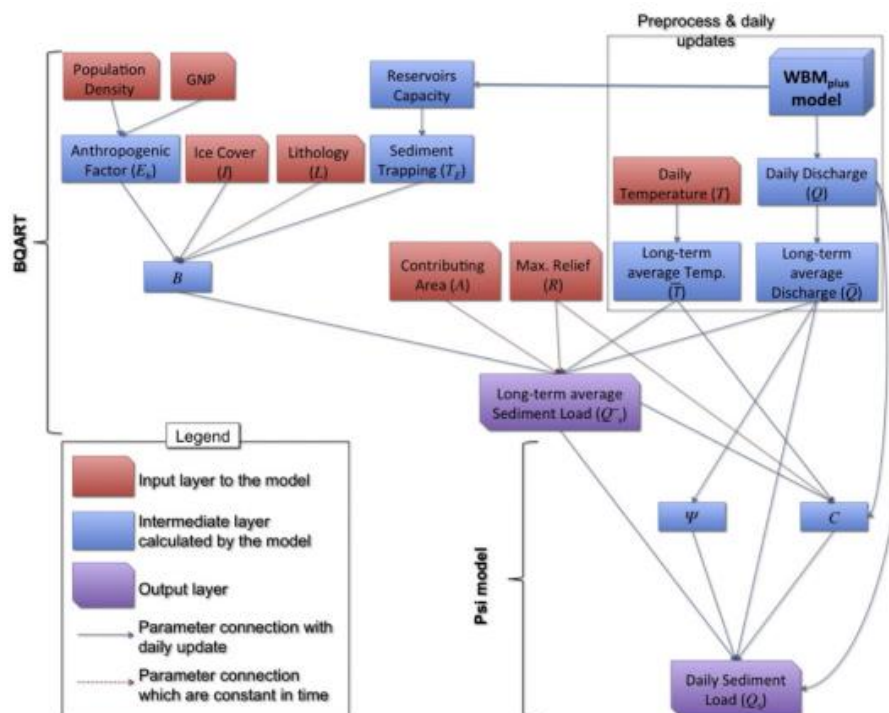 Preprocess & daily
updates
Population
Density
GNP
Reservoirs
Capacity
WBMplus
model
Anthropogenic
Factor (Eh)
Ice Cover
(I)
Lithology
(L)
Sediment
Trapping (TE)
Daily
Temperature (T)
Daily Discharge
(Q)
BQART
B
Contributing
Area (A)
Max. Relief
(R)
Long-term
average Temp.
(T̅)
Long-term
average
Discharge (Q̅)
Long-term average
Sediment Load (Q‾s)
Legend
Input layer to the model
Intermediate layer
calculated by the model
Output layer
Parameter connection with
daily update
Parameter connection
which are constant in time
Psi model
Ψ
C
Daily Sediment
Load (Qs)